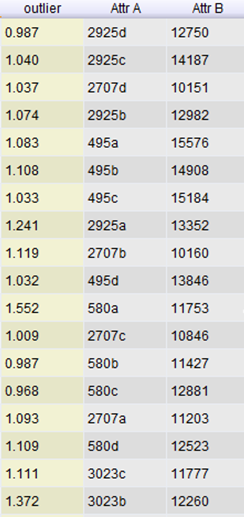 outlier Attr A Attr B
0.987 2925d 12750
1.040 2925c 14187
1.037 2707d 10151
1.074 2925b 12982
1.083 495a 15576
1.108 495b 14908
1.033 495c 15184
1.241 2925a 13352
1.119 2707b 10160
1.032 495d 13846
1.552 580a 11753
1.009 2707c 10846
0.987 580b 11427
0.968 580c 12881
1.093 2707a 11203
1.109 580d 12523
1.111 3023c 11777
1.372 3023b 12260